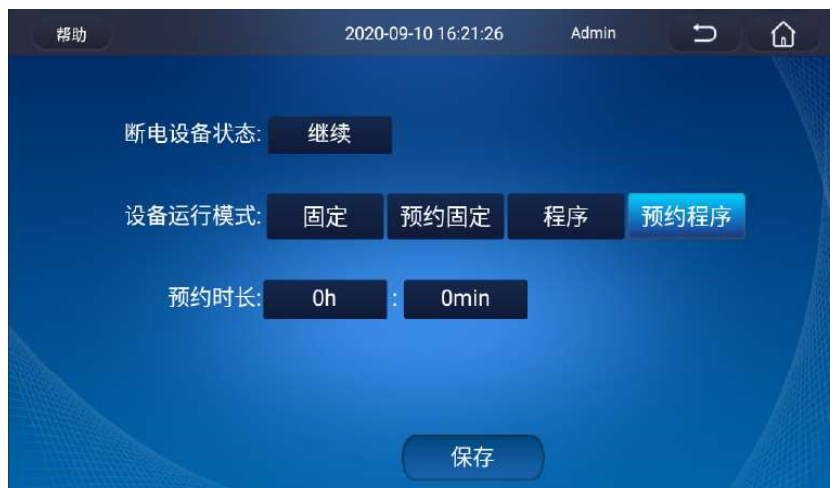 帮助 2020-09-10 16:21:26 Admin
断电设备状态: 继续
设备运行模式: 固定 预约固定 程序 预约程序
预约时长: 0h : 0min
保存